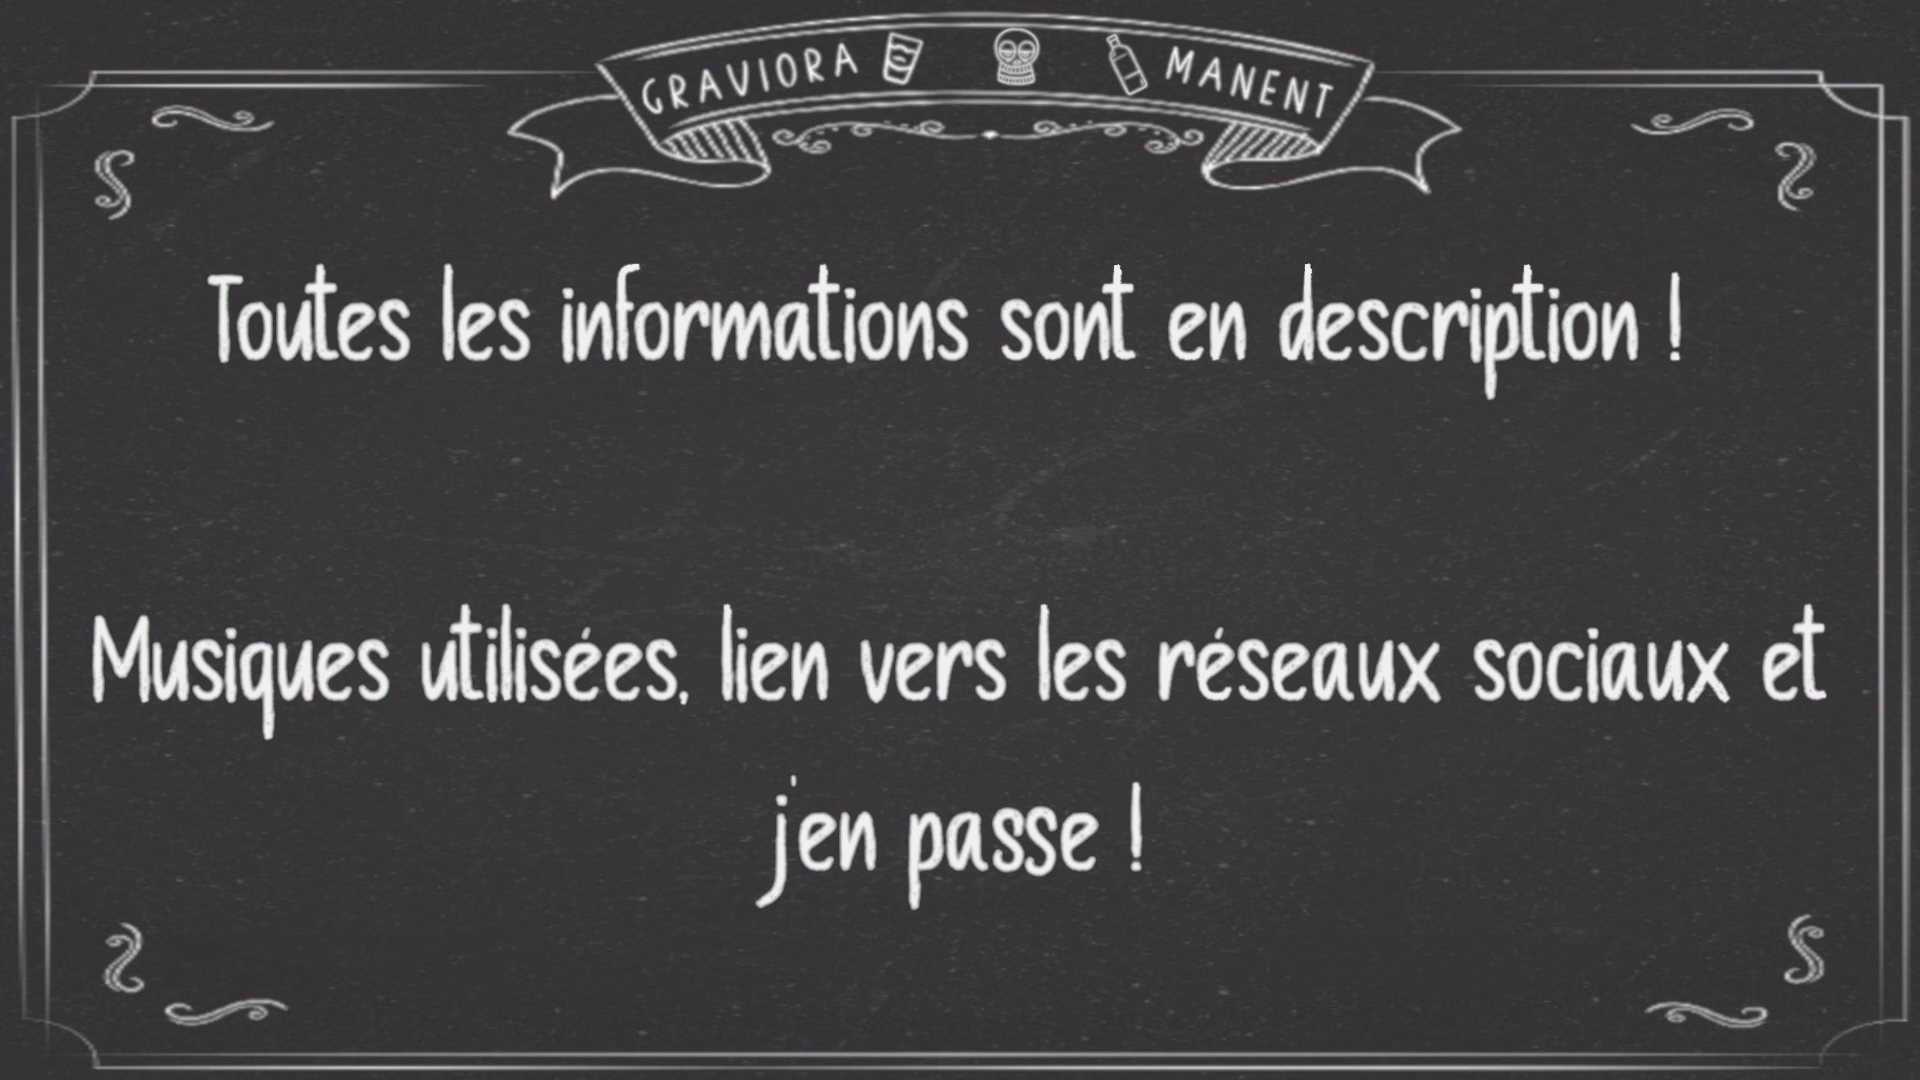 GRAVIORA MANENT
Toutes les informations sont en description !
Musiques utilisées, lien vers les réseaux sociaux et
j'en passe !